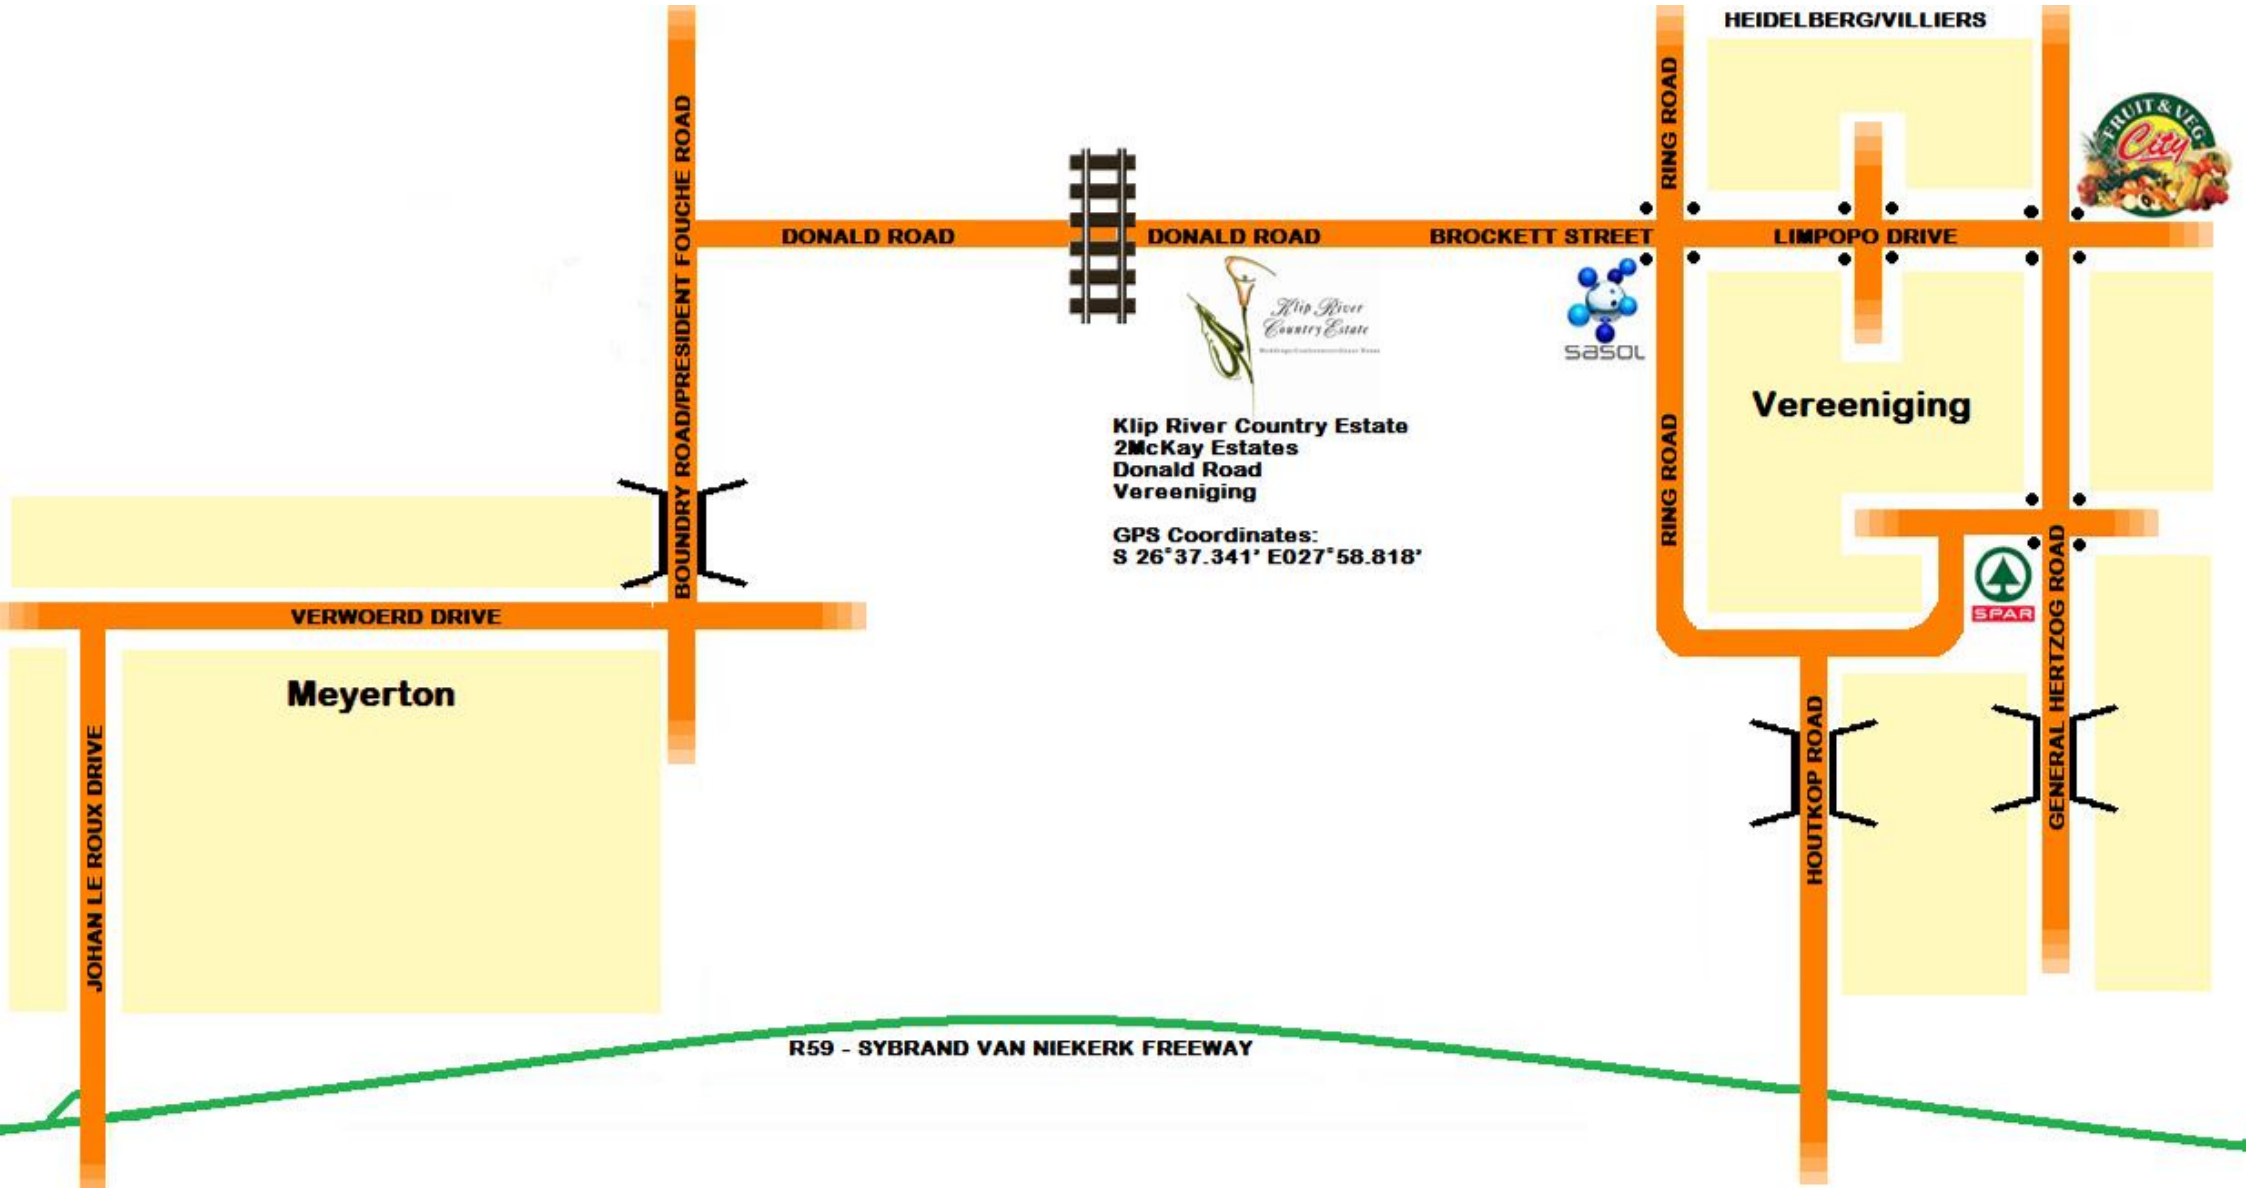 HEIDELBERG/VILLIERS
RING ROAD
FRUIT & VEG
City
BOUNDRY ROAD/PRESIDENT FOUCHE ROAD
DONALD ROAD
DONALD ROAD
BROCKETT STREET
LIMPOPO DRIVE
Klip River
Country Estate
sasol
Klip River Country Estate
2McKay Estates
Donald Road
Vereeniging
GPS Coordinates:
S 26°37.341' E027°58.818'
RING ROAD
Vereeniging
SPAR
GENERAL HERTZOG ROAD
VERWOERD DRIVE
Meyerton
JOHAN LE ROUX DRIVE
HOUTKOP ROAD
R59 - SYBRAND VAN NIEKERK FREEWAY